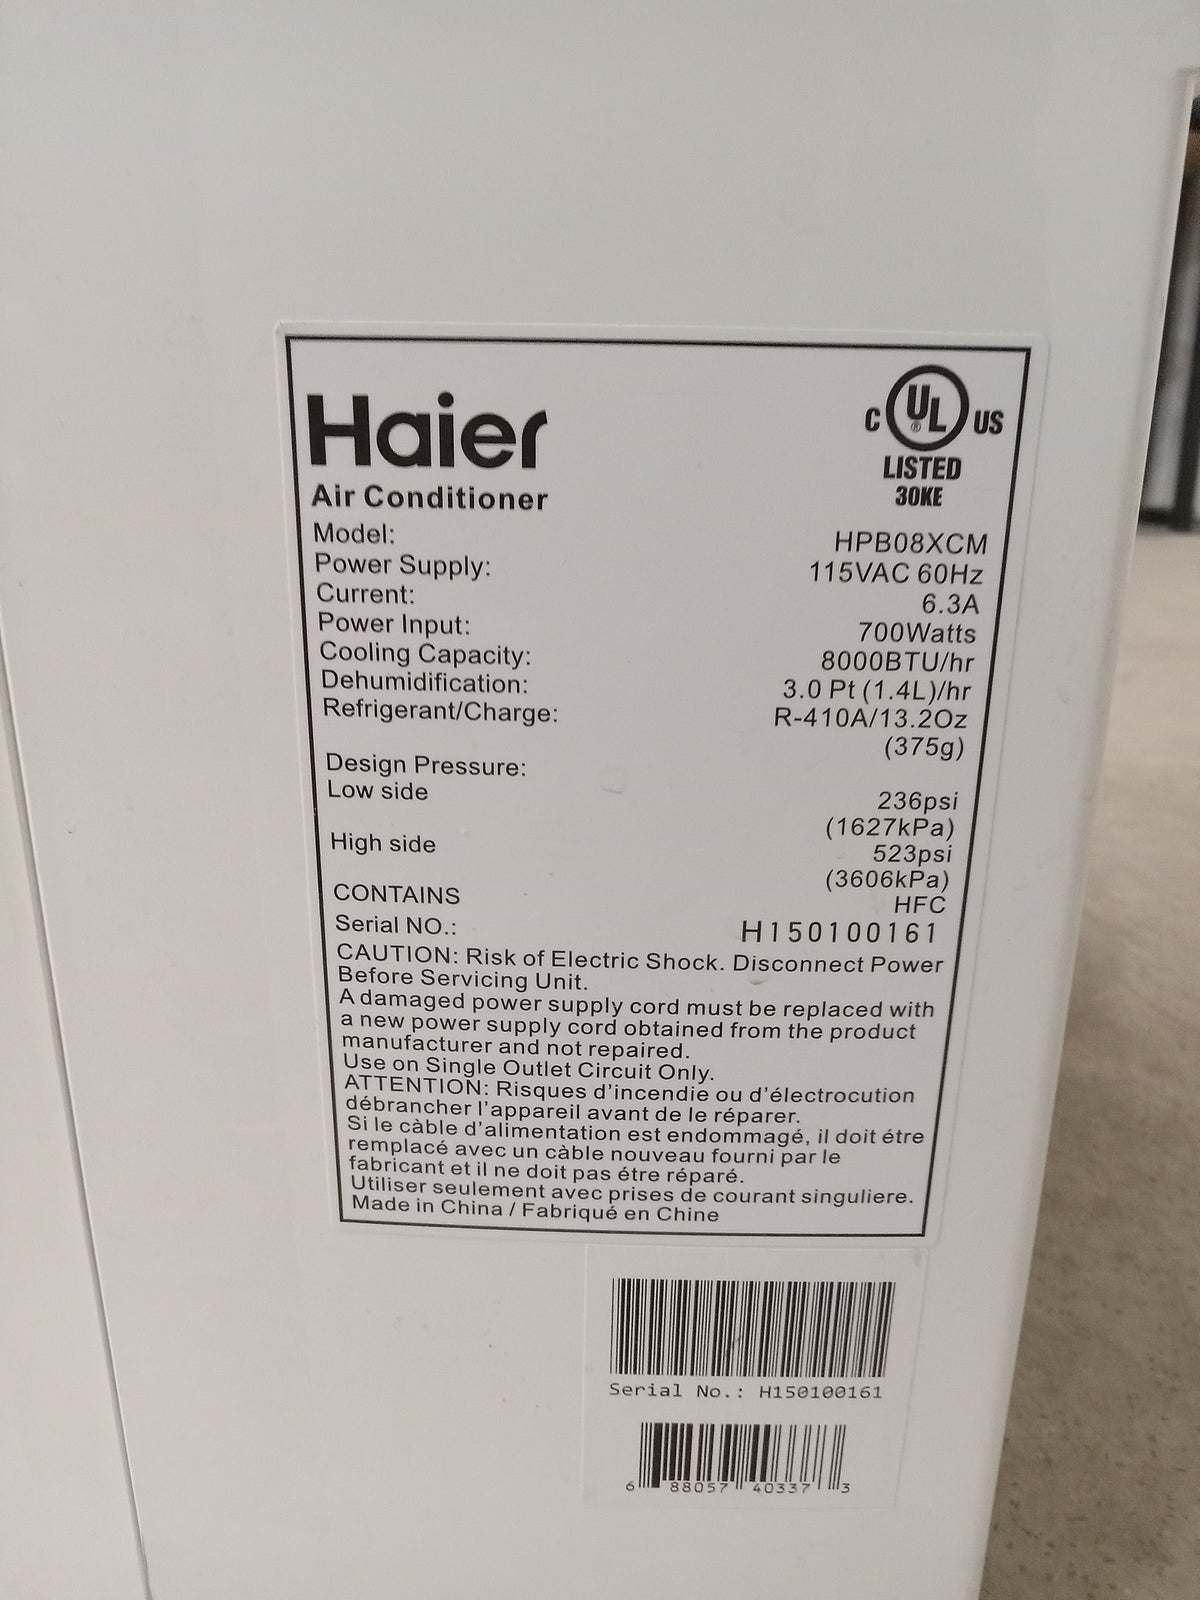 Haier
C UL® US
LISTED
30KE
Air Conditioner
Model: HPB08XCM
Power Supply: 115VAC 60Hz
Current: 6.3A
Power Input: 700Watts
Cooling Capacity: 8000BTU/hr
Dehumidification: 3.0 Pt (1.4L)/hr
Refrigerant/Charge: R-410A/13.2Oz
(375g)
Design Pressure:
Low side 236psi
(1627kPa)
High side 523psi
(3606kPa)
CONTAINS HFC
Serial NO.: H150100161
CAUTION: Risk of Electric Shock. Disconnect Power
Before Servicing Unit.
A damaged power supply cord must be replaced with
a new power supply cord obtained from the product
manufacturer and not repaired.
Use on Single Outlet Circuit Only.
ATTENTION: Risques d'incendie ou d'électrocution
débrancher l'appareil avant de le réparer.
Si le càble d'alimentation est endommagé, il doit étre
remplacé avec un càble nouveau fourni par le
fabricant et il ne doit pas étre réparé.
Utiliser seulement avec prises de courant singuliere.
Made in China / Fabriqué en Chine
Serial No.: H150100161
6 88057 40337 3